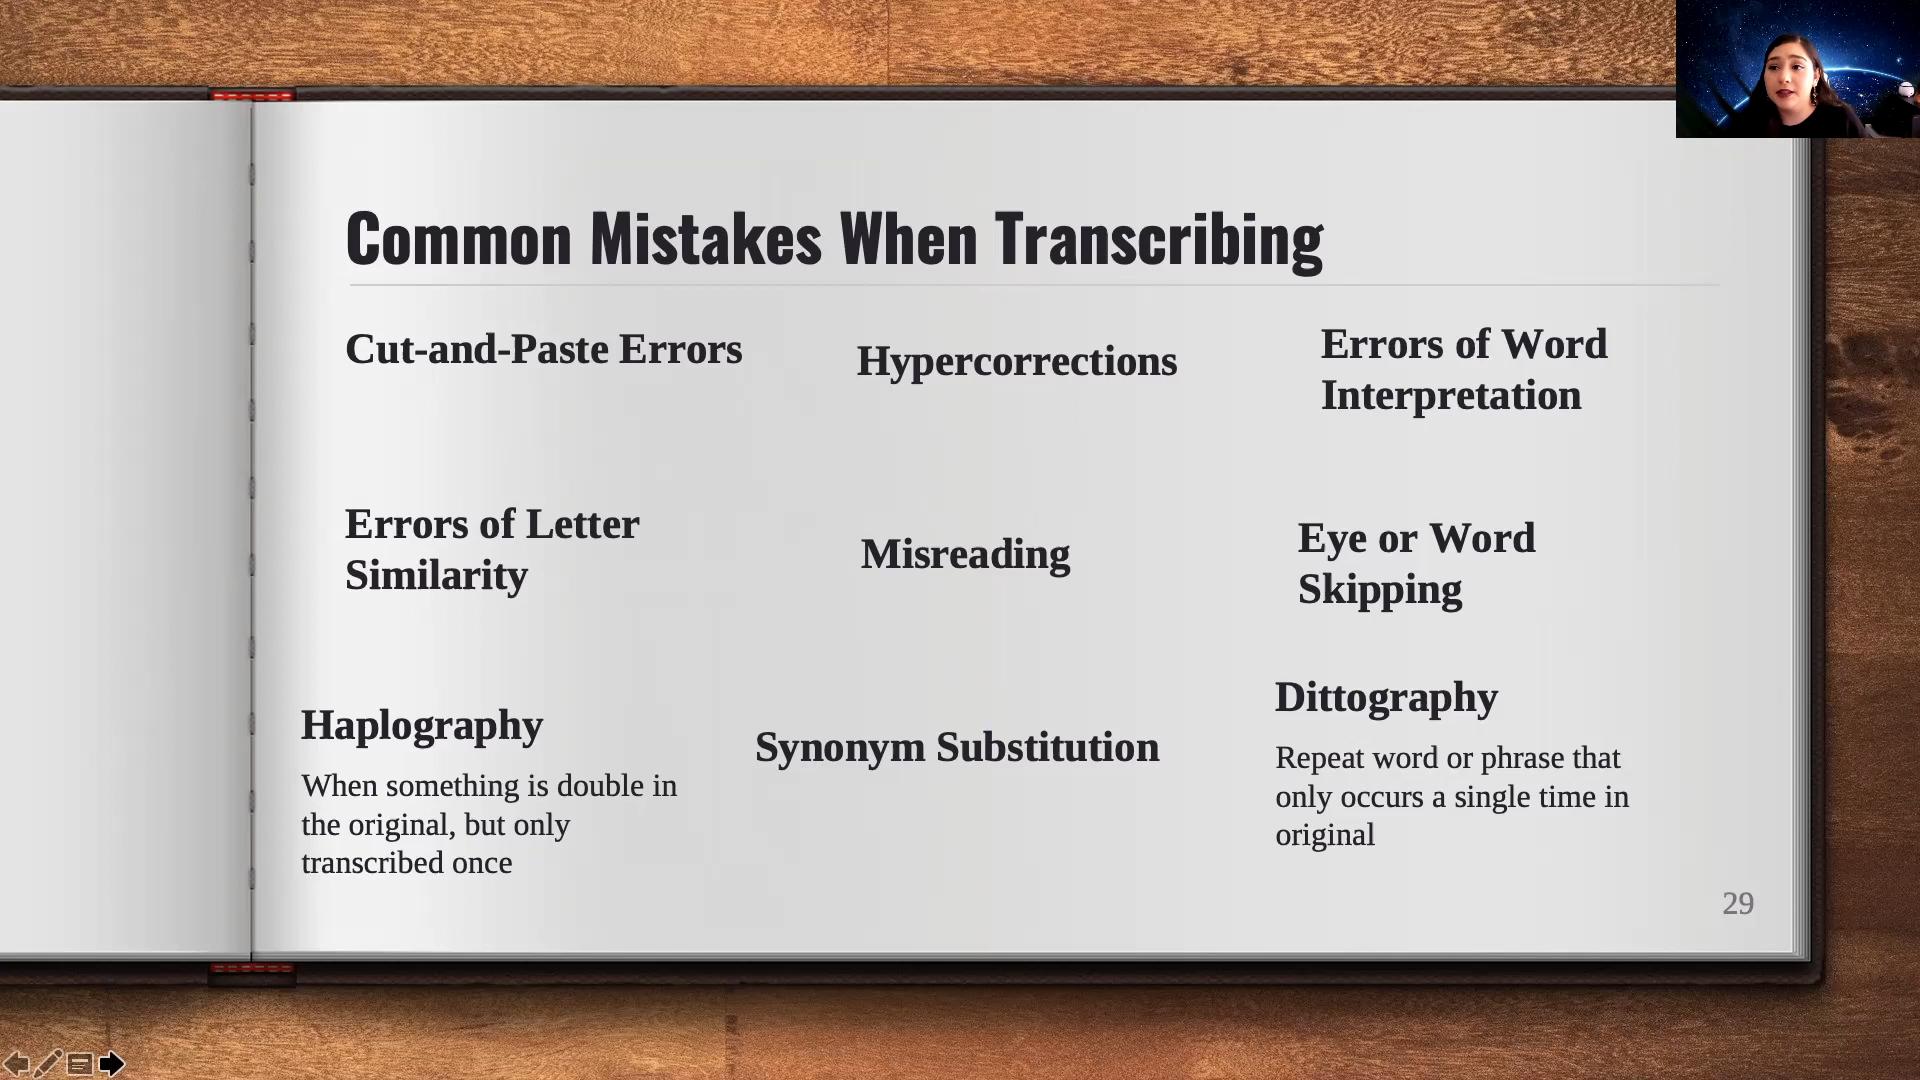 Common Mistakes When Transcribing
Cut-and-Paste Errors
Hypercorrections
Errors of Word
Interpretation
Errors of Letter
Similarity
Misreading
Eye or Word
Skipping
Haplography
When something is double in
the original, but only
transcribed once
Synonym Substitution
Dittography
Repeat word or phrase that
only occurs a single time in
original
29